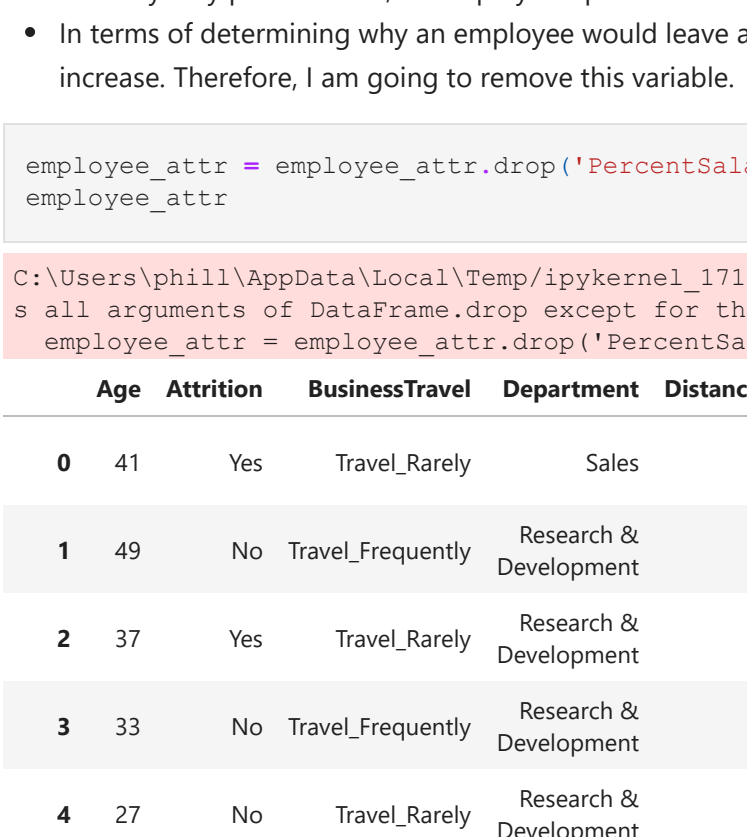 • In terms of determining why an employee would leave a
increase. Therefore, I am going to remove this variable.
employee_attr = employee_attr.drop('PercentSala
employee_attr
C:\Users\phill\AppData\Local\Temp/ipykernel_171
s all arguments of DataFrame.drop except for th
employee_attr = employee_attr.drop('PercentSa
Age Attrition BusinessTravel Department Distanc
0 41 Yes Travel_Rarely Sales
1 49 No Travel_Frequently Research &
Development
2 37 Yes Travel_Rarely Research &
Development
3 33 No Travel_Frequently Research &
Development
4 27 No Travel_Rarely Research &
Development